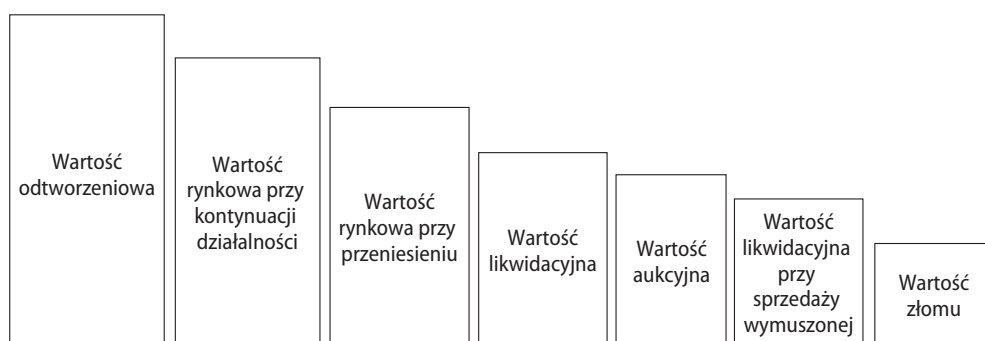 Wartość
odtworzeniowa
Wartość
rynkowa przy
kontynuacji
działalności
Wartość
rynkowa przy
przeniesieniu
Wartość
likwidacyjna
Wartość
aukcyjna
Wartość
likwidacyjna
przy
sprzedaży
wymuszonej
Wartość
złomu